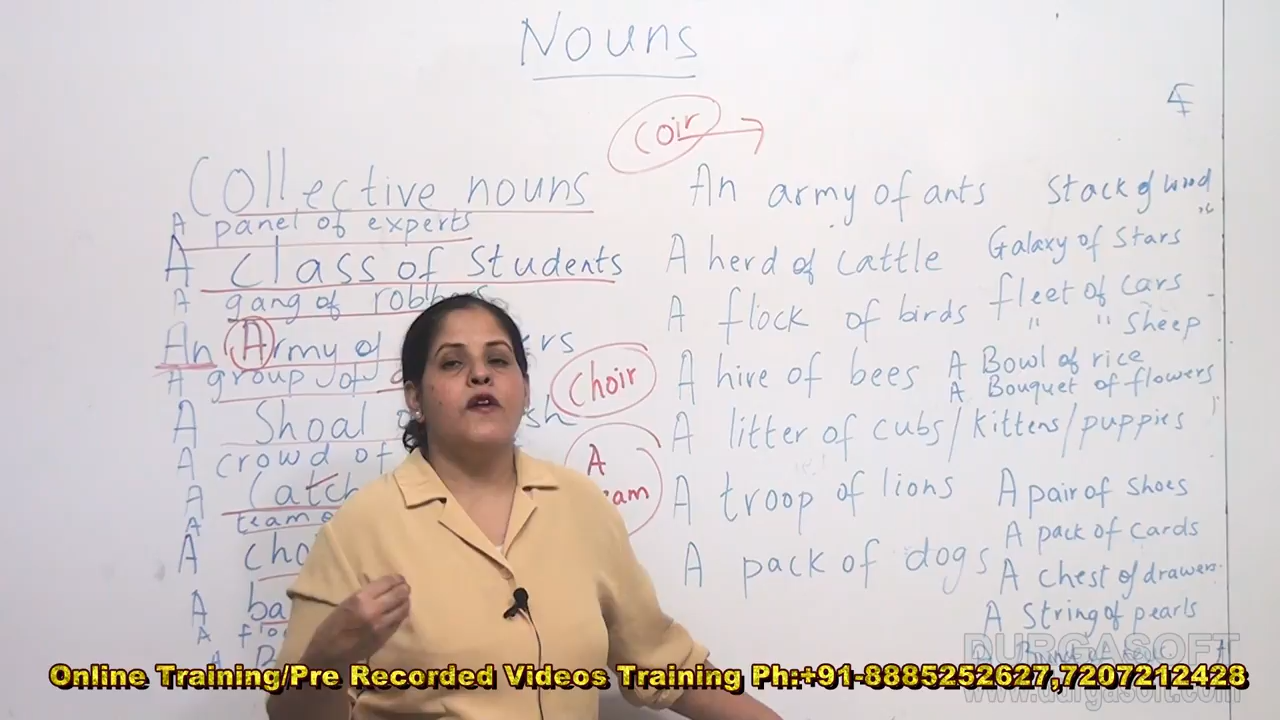 Nouns
Coir
Collective nouns
A panel of experts
A class of Students
A gang of robbers
An Army of
A group of
A Shoal
A crowd of
A Catch
A team
A
A
A
Choir
A
An army of ants
A herd of cattle
A flock of birds
A hive of bees
A litter of cubs/kittens/puppies
A troop of lions
A pack of dogs
Stack of wood
Galaxy of Stars
fleet of cars
" " Sheep
A Bowl of rice
A Bouquet of flowers
A pair of shoes
A pack of cards
A chest of drawers
A String of pearls
DURGASOFT
www.durgasoft.com
Online Training/Pre Recorded Videos Training Ph:+91-8885252627,7207212428